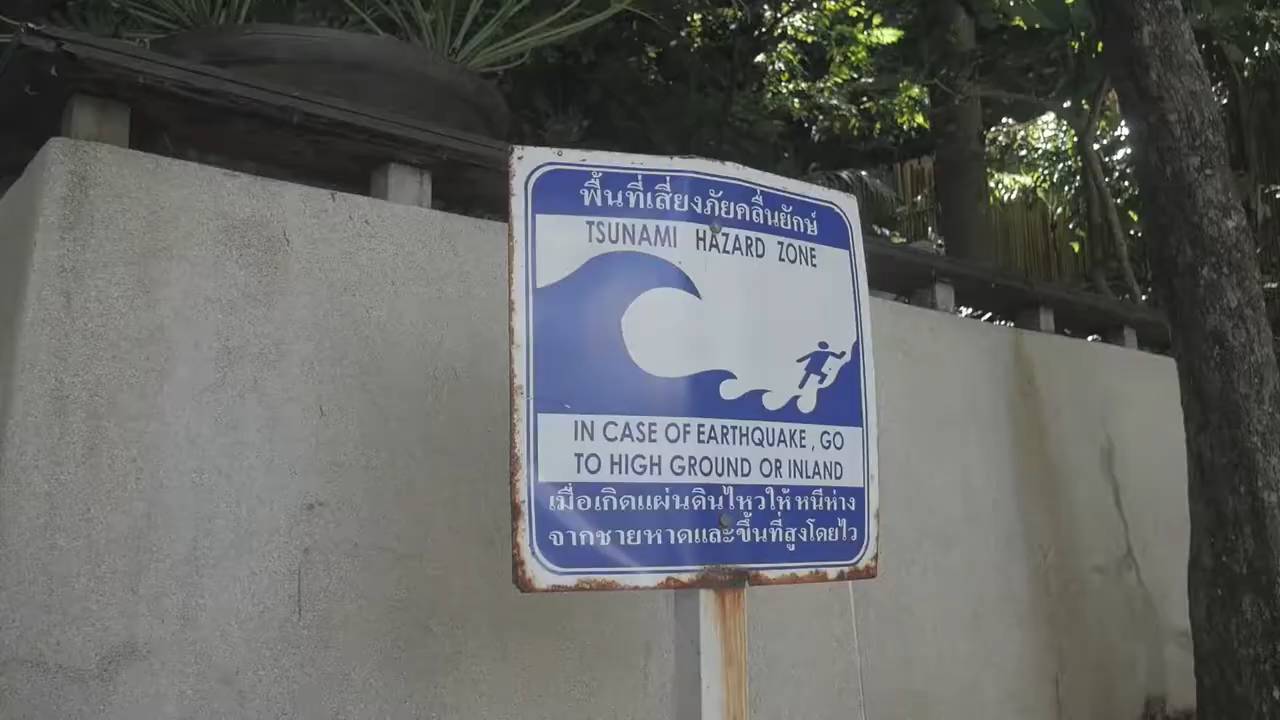 พื้นที่เสี่ยงภัยคลื่นยักษ์
TSUNAMI HAZARD ZONE
IN CASE OF EARTHQUAKE, GO
TO HIGH GROUND OR INLAND
เมื่อเกิดแผ่นดินไหวให้หนีห่าง
จากชายหาดและขึ้นที่สูงโดยไว